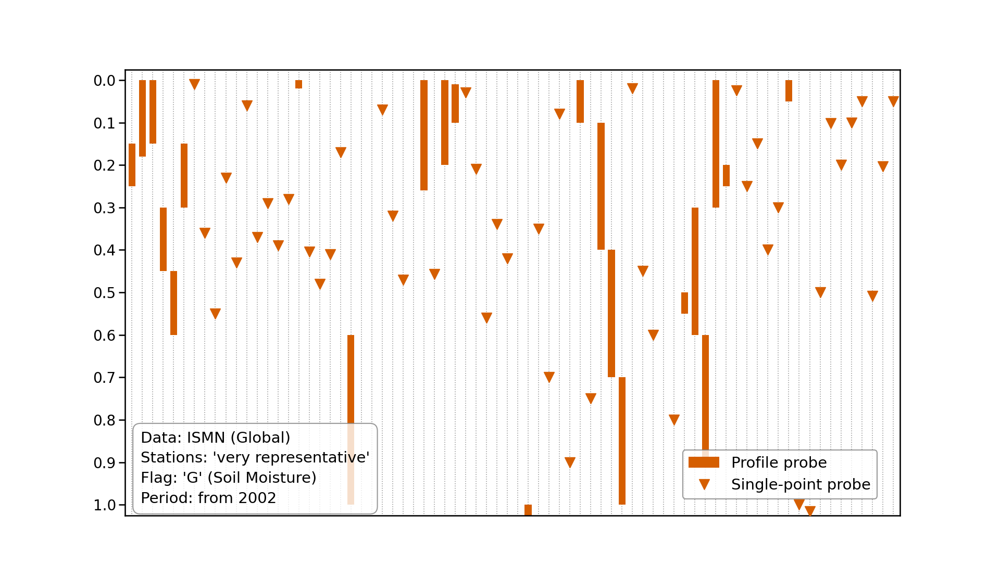 0.0
0.1
0.2
0.3
0.4
0.5
0.6
0.7
0.8
0.9
1.0
Data: ISMN (Global)
Stations: 'very representative'
Flag: 'G' (Soil Moisture)
Period: from 2002
Profile probe
Single-point probe